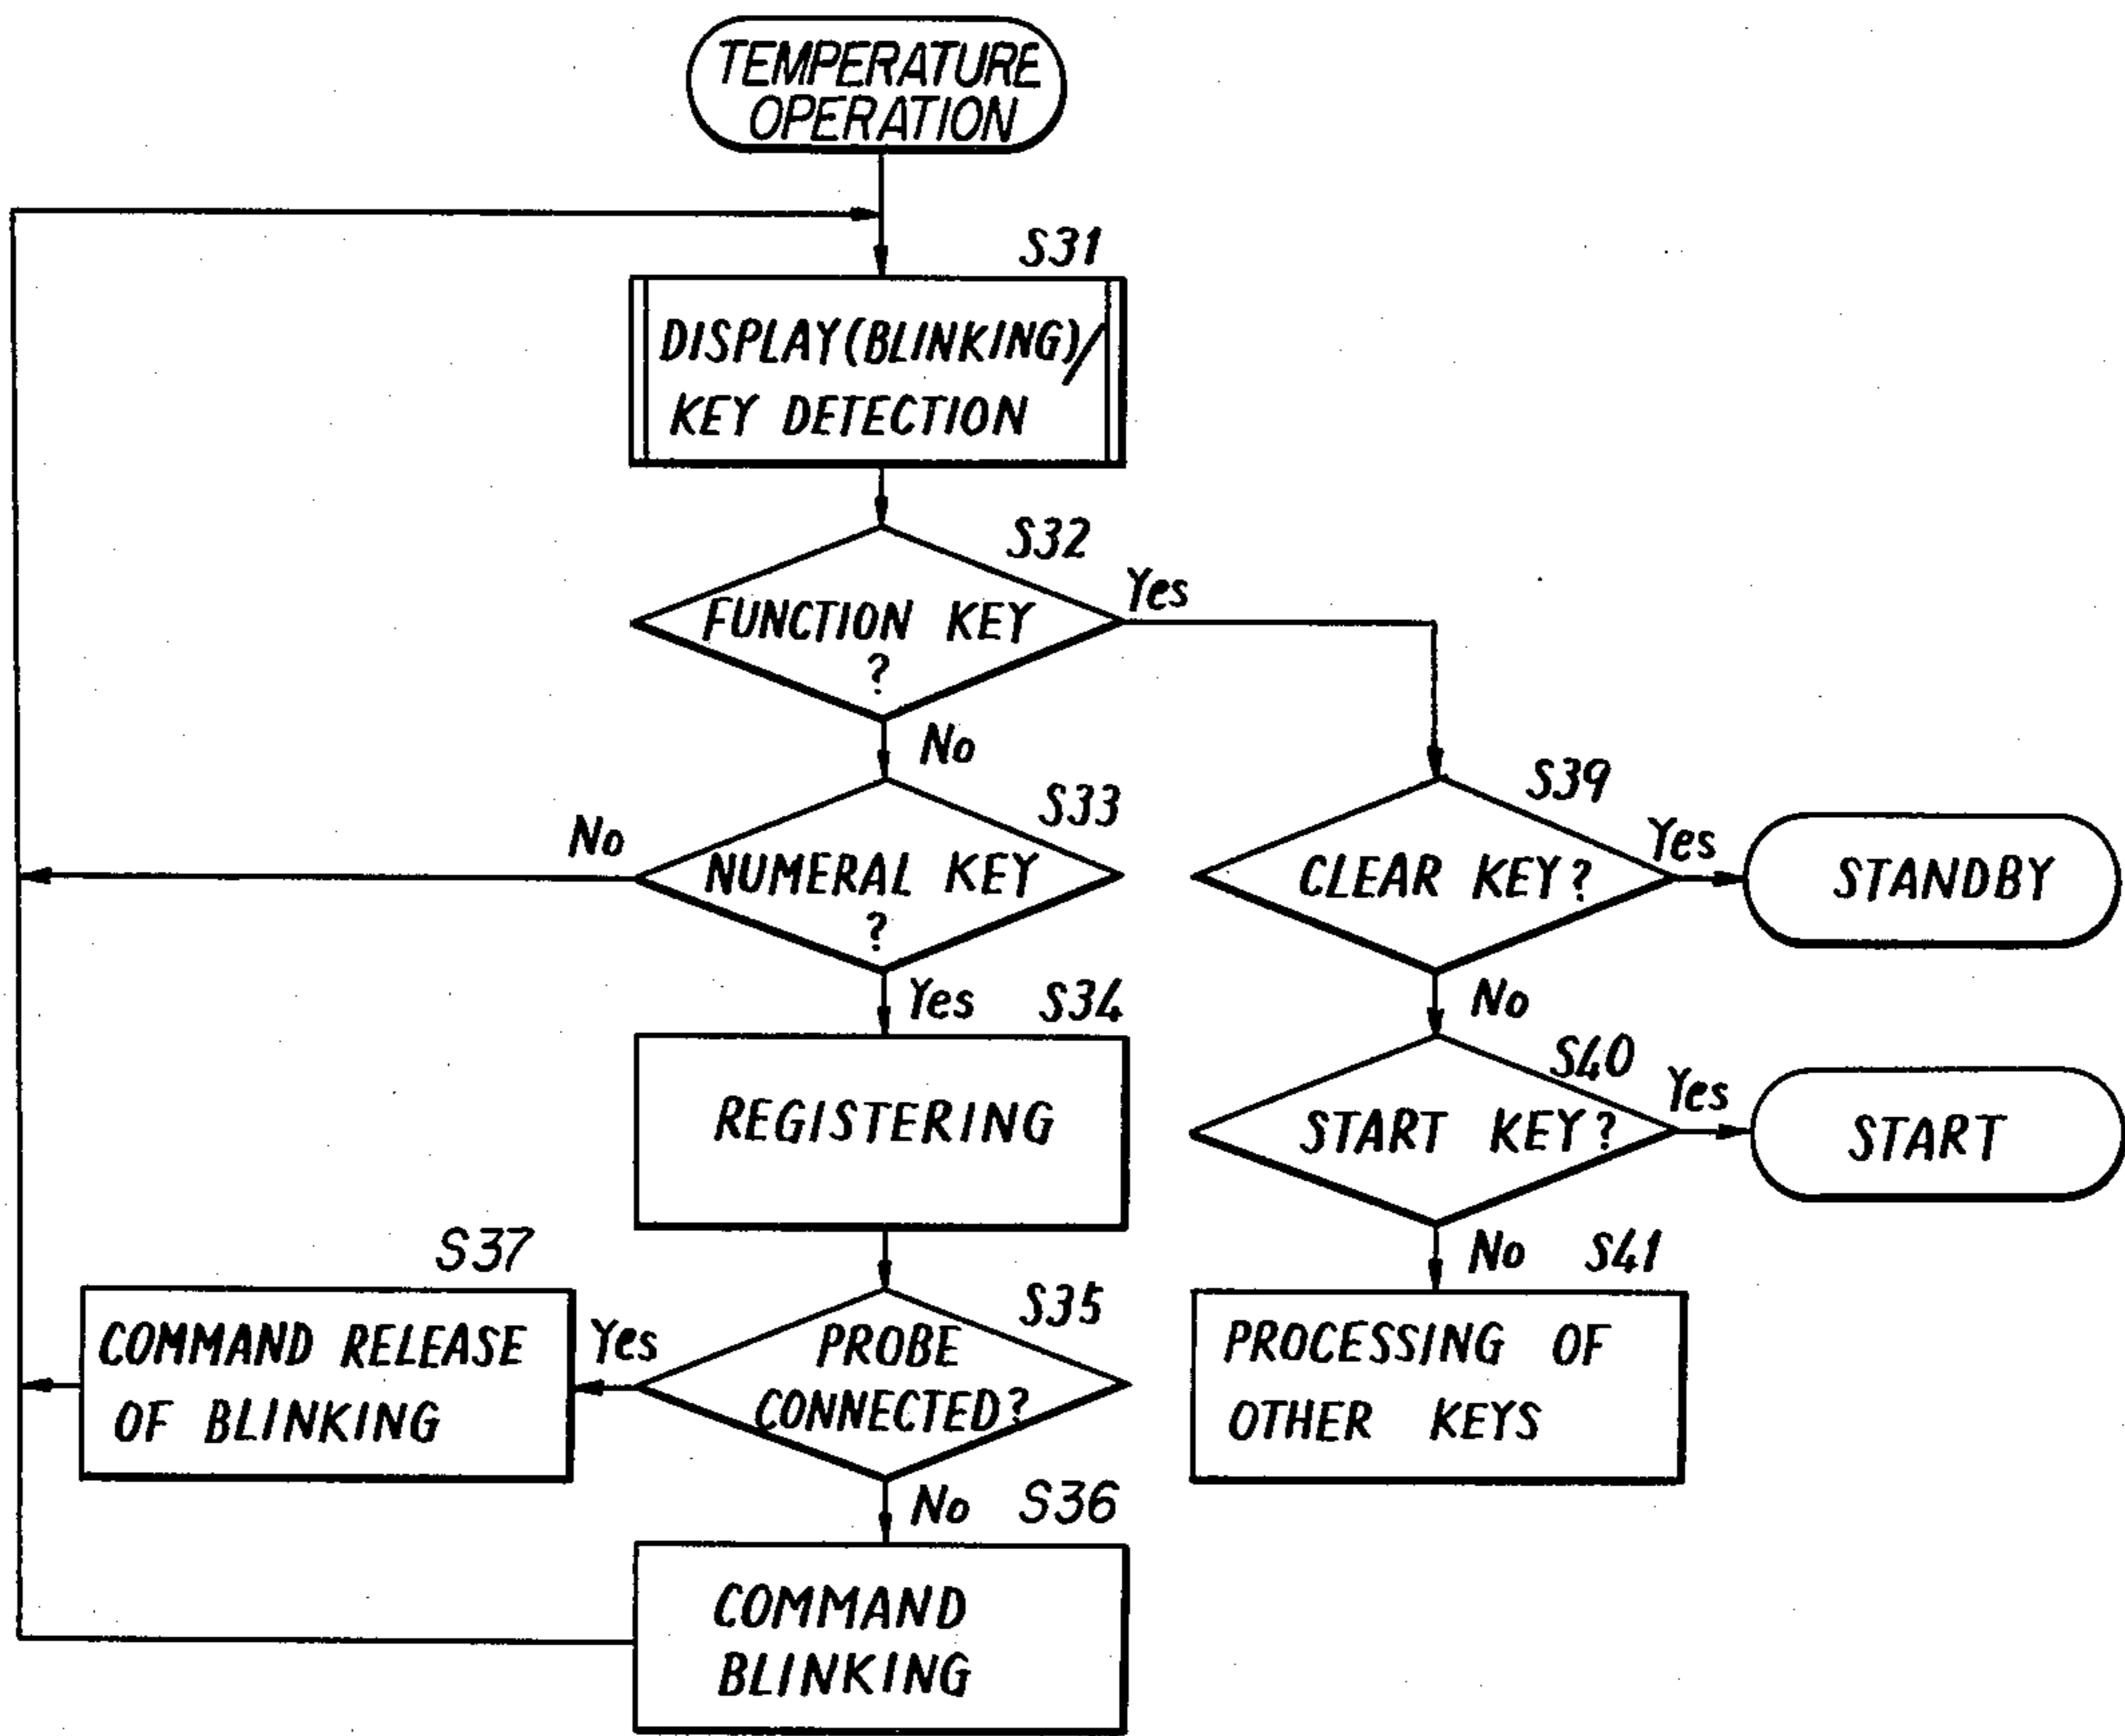 TEMPERATURE
OPERATION
S31
DISPLAY(BLINKING)/
KEY DETECTION
S32
FUNCTION KEY
?
Yes
No
S33
NUMERAL KEY
?
No
Yes
S39
CLEAR KEY?
Yes
STANDBY
No
S34
REGISTERING
S40
START KEY?
Yes
START
No
S35
PROBE
CONNECTED?
Yes
S37
COMMAND RELEASE
OF BLINKING
No
S36
COMMAND
BLINKING
S41
PROCESSING OF
OTHER KEYS